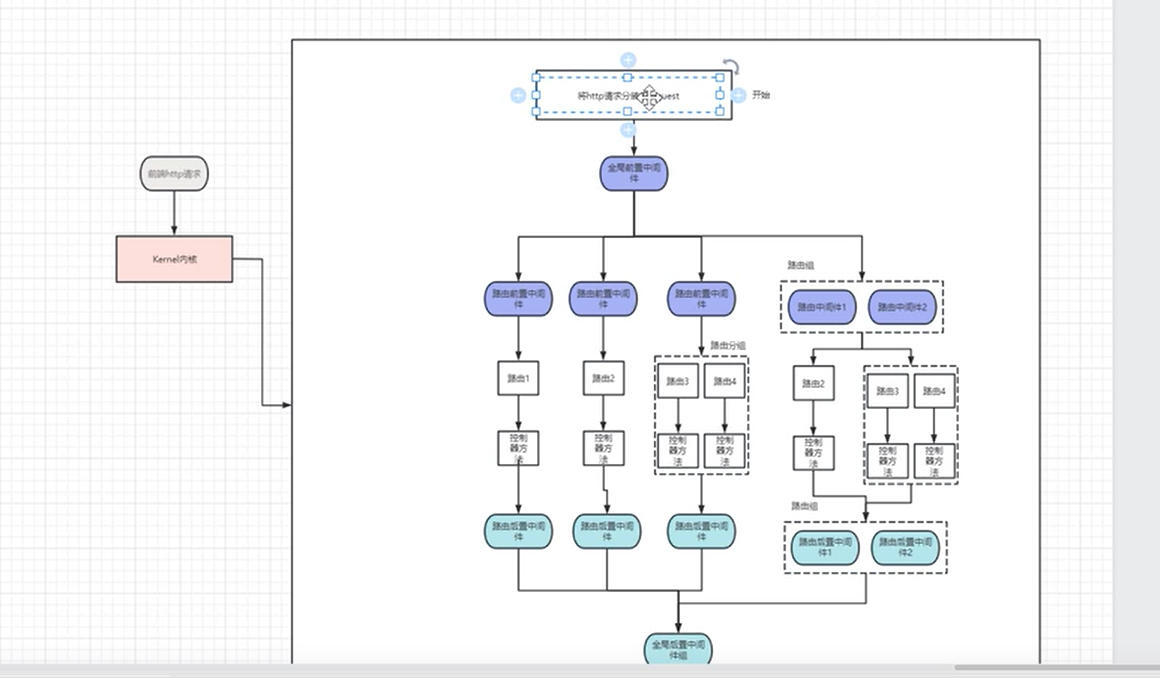 将http请求分装 uest
开始
全局前置中间
件
前端http请求
Kernel内核
路由组
路由前置中间
件
路由前置中间
件
路由前置中间
件
路由中间件1
路由中间件2
路由分组
路由1
路由2
路由3
路由4
路由2
路由3
路由4
控制
器方
法
控制
器方
法
控制
器方
法
控制
器方
法
控制
器方
法
控制
器方
法
控制
器方
法
路由组
路由后置中间
件
路由后置中间
件
路由后置中间
件
路由后置中间
件1
路由后置中间
件2
全局后置中间
件组